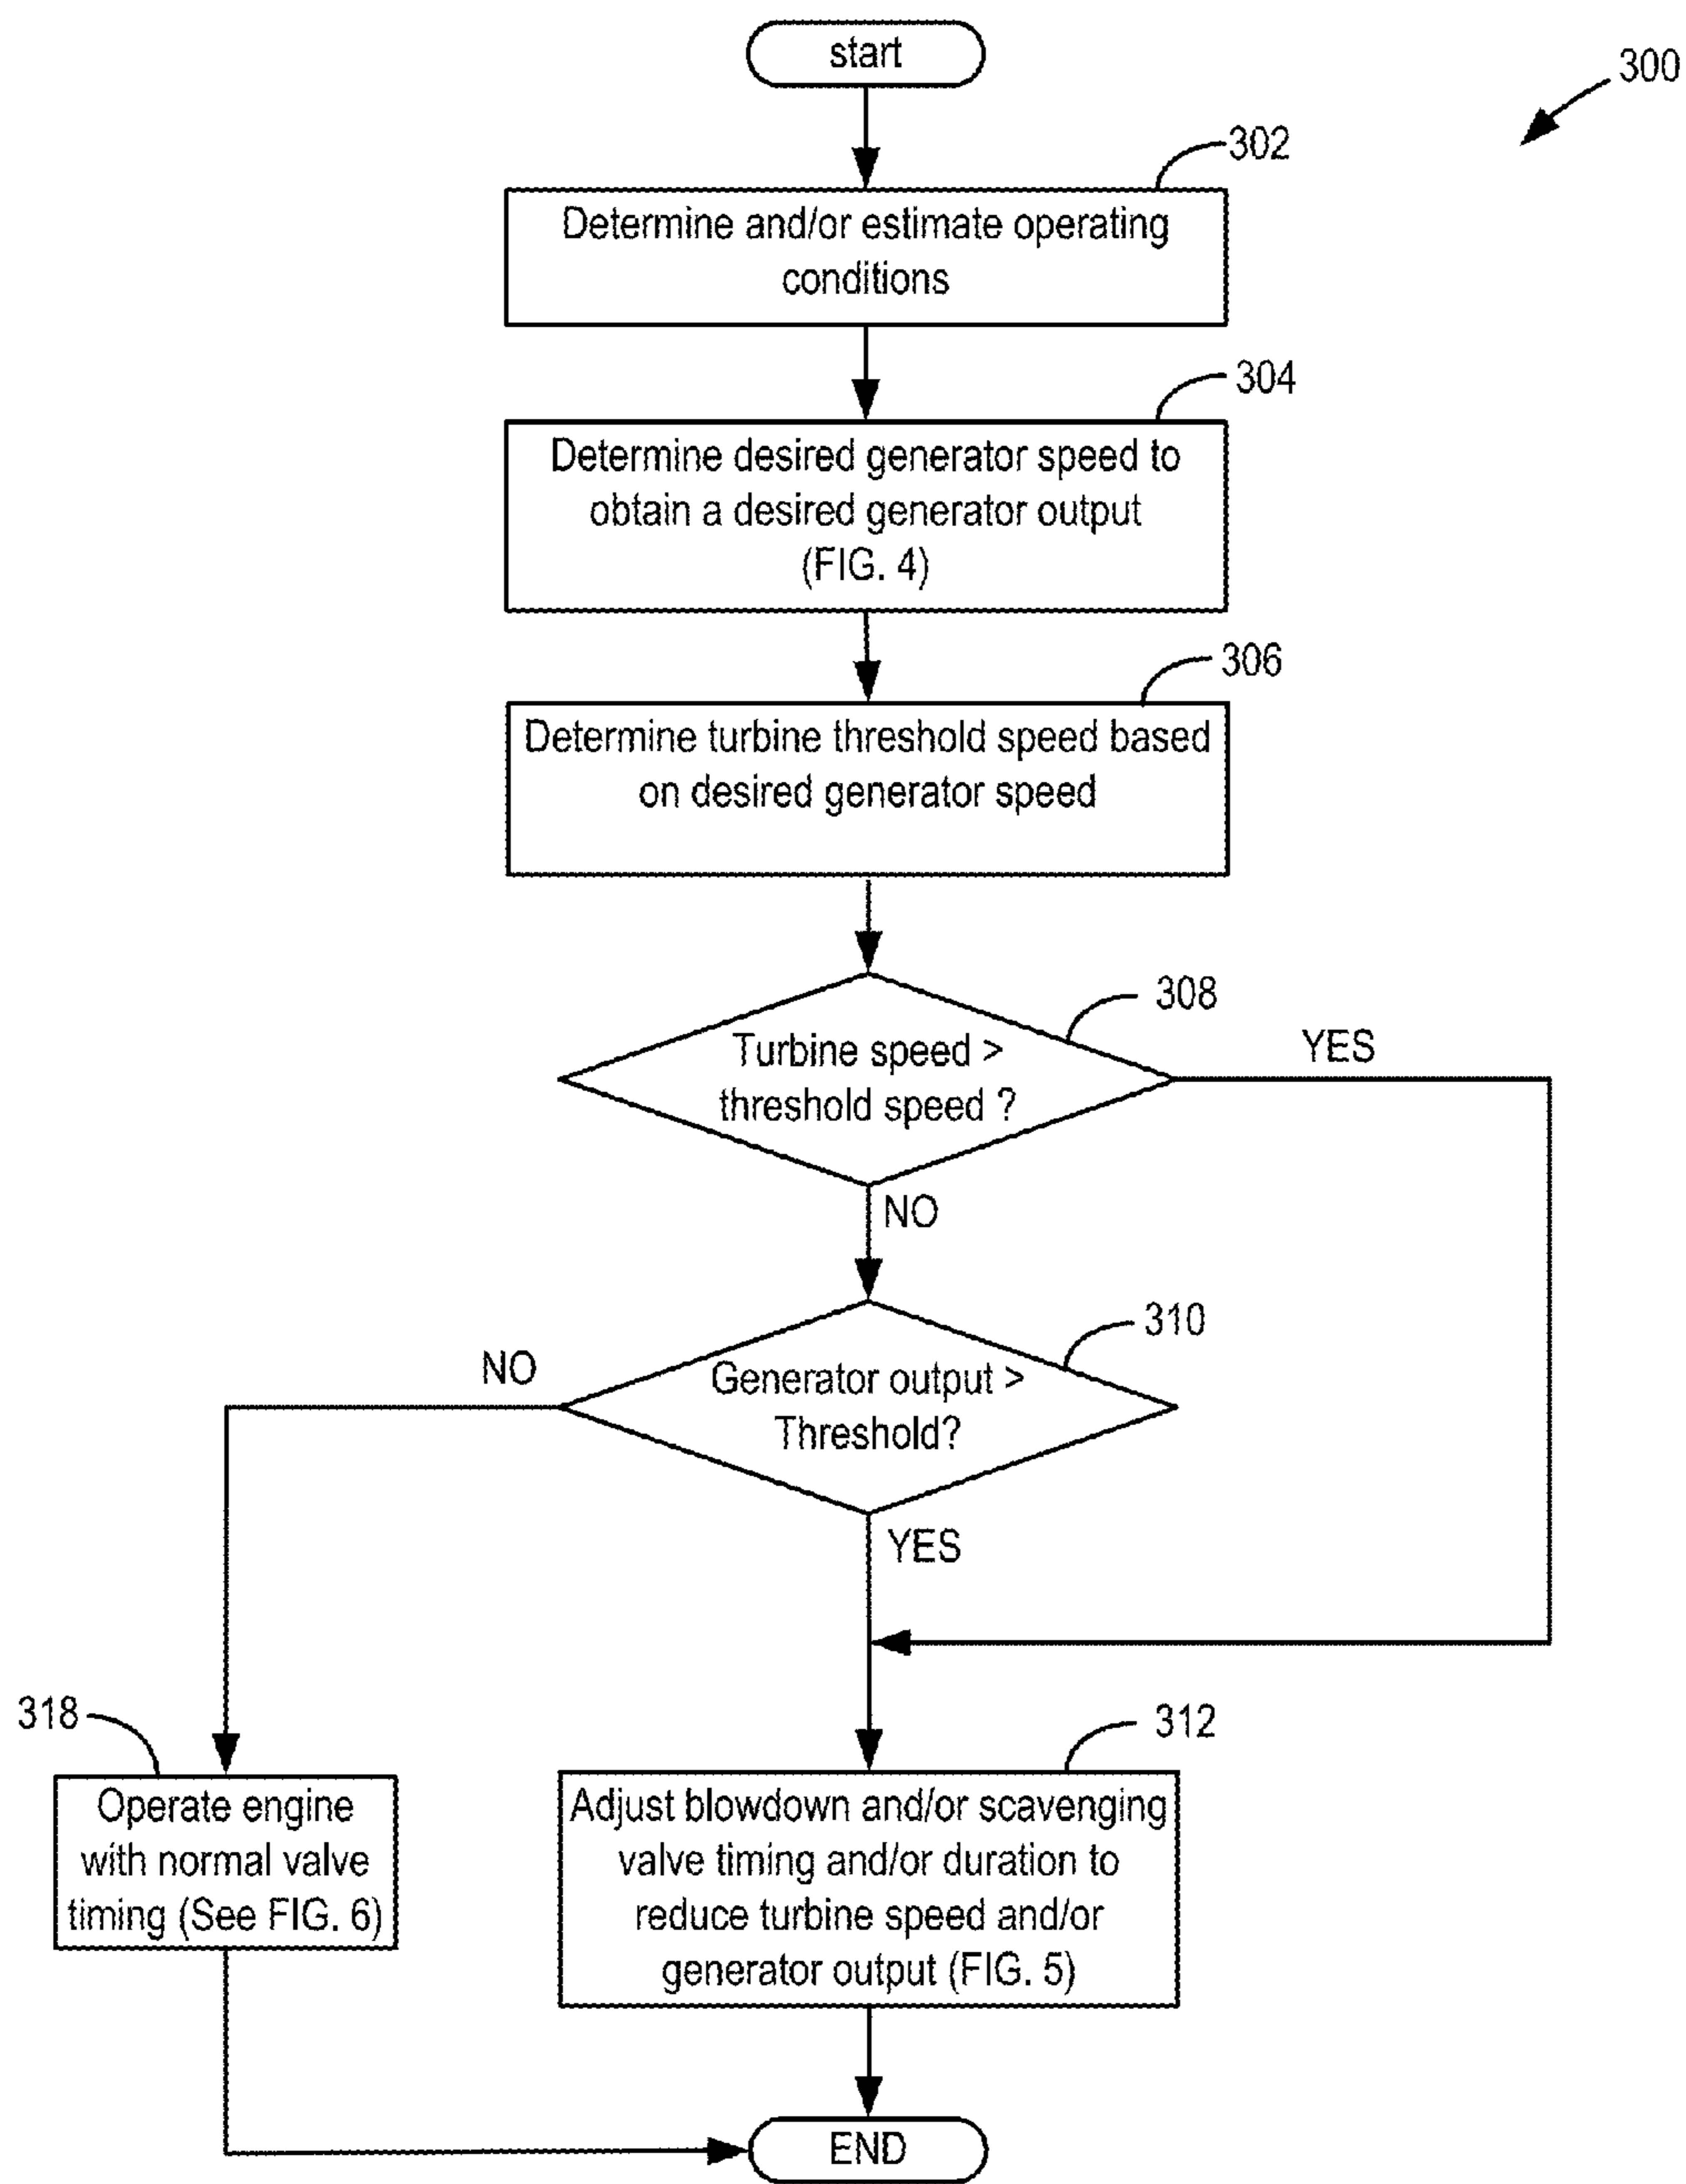 start
300
302
Determine and/or estimate operating
conditions
304
Determine desired generator speed to
obtain a desired generator output
(FIG. 4)
306
Determine turbine threshold speed based
on desired generator speed
308
Turbine speed >
threshold speed ?
YES
NO
310
Generator output >
Threshold?
NO
YES
318
Operate engine
with normal valve
timing (See FIG. 6)
312
Adjust blowdown and/or scavenging
valve timing and/or duration to
reduce turbine speed and/or
generator output (FIG. 5)
END